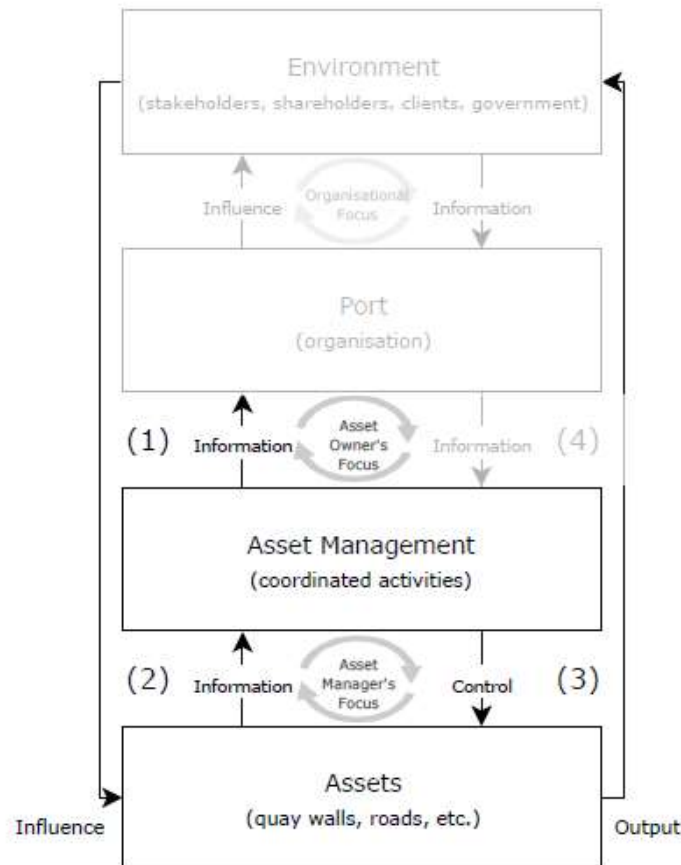 Environment
(stakeholders, shareholders, clients, government)
Influence
Organisational
Focus
Information
Port
(organisation)
(1)
Information
Asset
Owner's
Focus
Information
(4)
Asset Management
(coordinated activities)
(2)
Information
Asset
Manager's
Focus
Control
(3)
Assets
(quay walls, roads, etc.)
Influence
Output